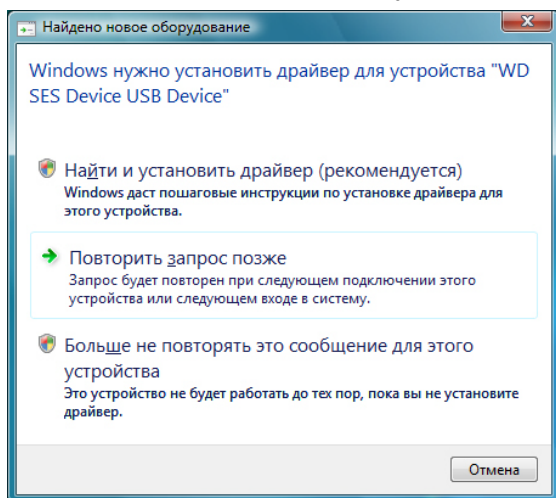 Найдено новое оборудование
Windows нужно установить драйвер для устройства "WD
SES Device USB Device"
Найти и установить драйвер (рекомендуется)
Windows даст пошаговые инструкции по установке драйвера для
этого устройства.
Повторить запрос позже
Запрос будет повторен при следующем подключении этого
устройства или следующем входе в систему.
Больше не повторять это сообщение для этого
устройства
Это устройство не будет работать до тех пор, пока вы не установите
драйвер.
Отмена